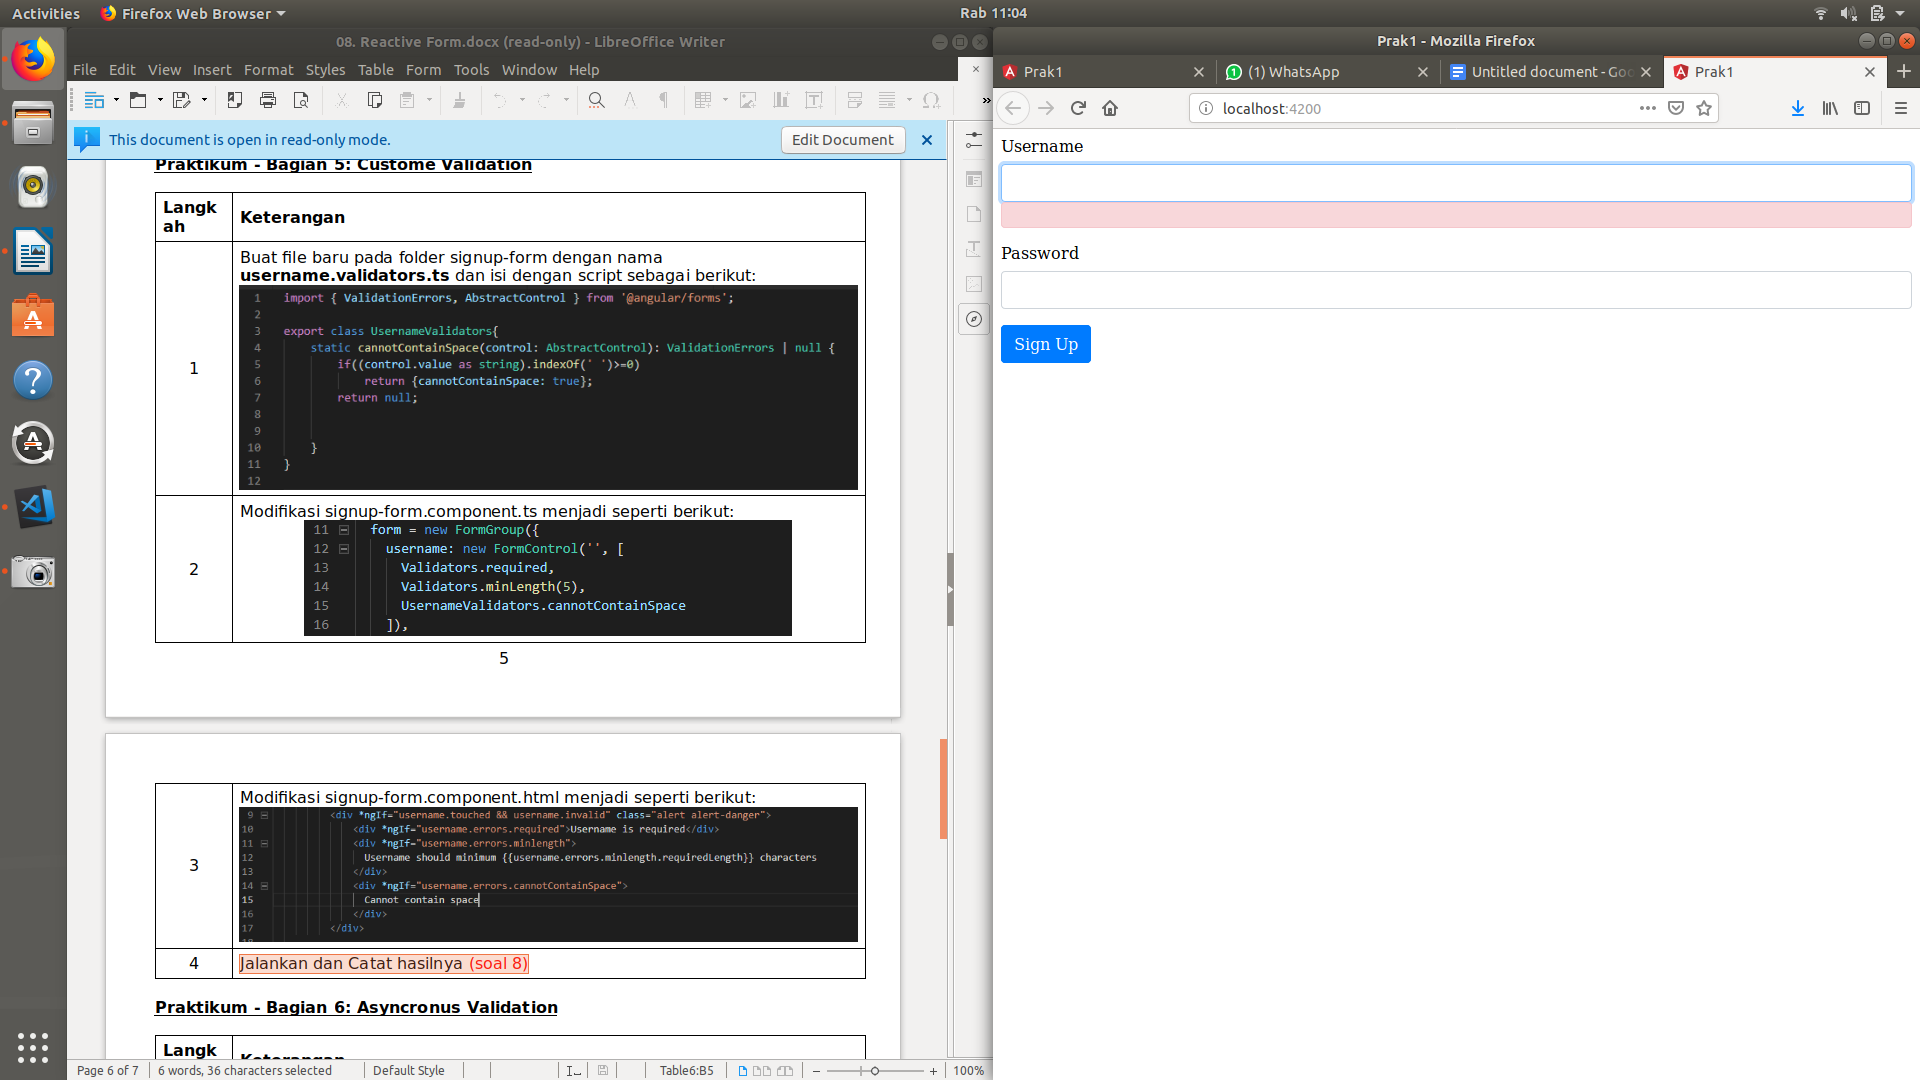 Activities
Firefox Web Browser
Rab 11:04
08. Reactive Form.docx (read-only) - LibreOffice Writer
File Edit View Insert Format Styles Table Form Tools Window Help
This document is open in read-only mode.
Edit Document
Praktikum - Bagian 5: Custome Validation
Langk
ah
Keterangan
1
Buat file baru pada folder signup-form dengan nama
username.validators.ts dan isi dengan script sebagai berikut:
1 import { ValidationErrors, AbstractControl } from '@angular/forms';
2
3 export class UsernameValidators{
4 static cannotContainSpace(control: AbstractControl): ValidationErrors | null {
5 if((control.value as string).indexOf(' ')>=0)
6 return {cannotContainSpace: true};
7 return null;
8
9
10 }
11 }
12
2
Modifikasi signup-form.component.ts menjadi seperti berikut:
11 form = new FormGroup({
12 username: new FormControl('', [
13 Validators.required,
14 Validators.minLength(5),
15 UsernameValidators.cannotContainSpace
16 ]),
5
3
Modifikasi signup-form.component.html menjadi seperti berikut:
9 <div *ngIf="username.touched && username.invalid" class="alert alert-danger">
10 <div *ngIf="username.errors.required">Username is required</div>
11 <div *ngIf="username.errors.minlength">
12 Username should minimum {{username.errors.minlength.requiredLength}} characters
13 </div>
14 <div *ngIf="username.errors.cannotContainSpace">
15 Cannot contain space
16 </div>
17 </div>
4
Jalankan dan Catat hasilnya (soal 8)
Praktikum - Bagian 6: Asyncronus Validation
Langk
Page 6 of 7
6 words, 36 characters selected
Default Style
Table6:B5
100%
Prak1 - Mozilla Firefox
Prak1
(1) WhatsApp
Untitled document - Goo
Prak1
localhost:4200
Username
Password
Sign Up